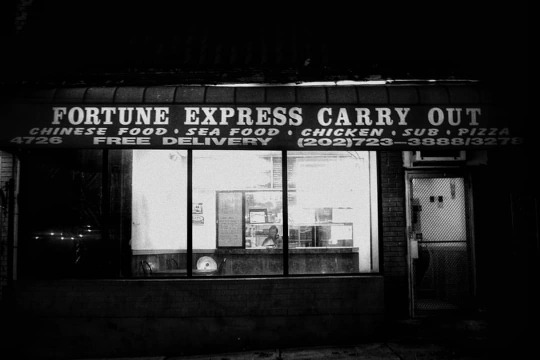 FORTUNE EXPRESS CARRY OUT
CHINESE FOOD • SEA FOOD • CHICKEN • SUB • PIZZA
4726 FREE DELIVERY (202)723-3888/3278